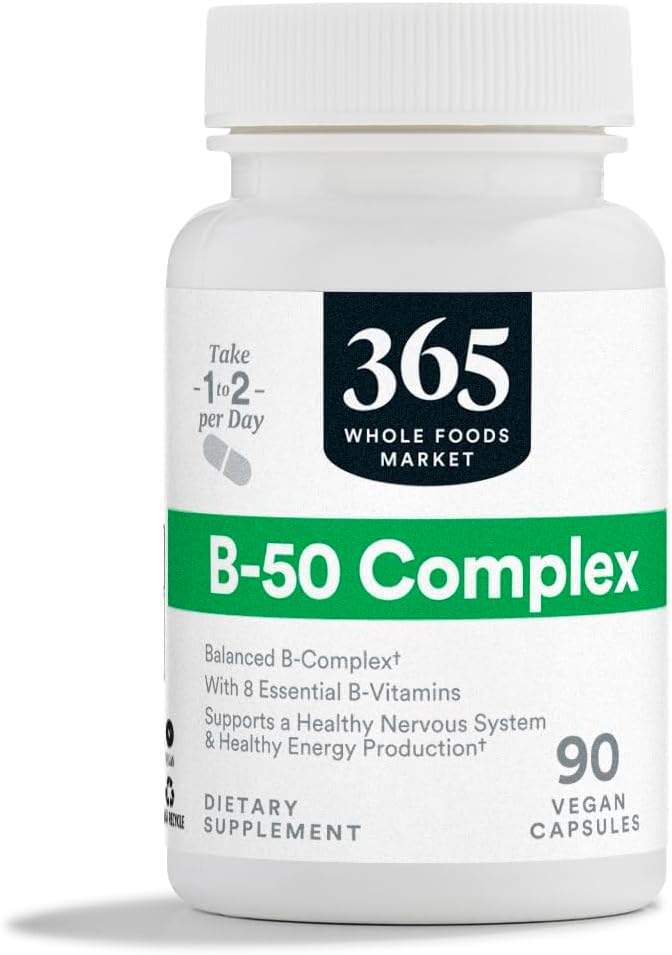 Take
-1 to 2-
per Day
365
WHOLE FOODS
MARKET
B-50 Complex
Balanced B-Complex†
With 8 Essential B-Vitamins
Supports a Healthy Nervous System
& Healthy Energy Production†
90
VEGAN
CAPSULES
DIETARY
SUPPLEMENT
RECYCLE